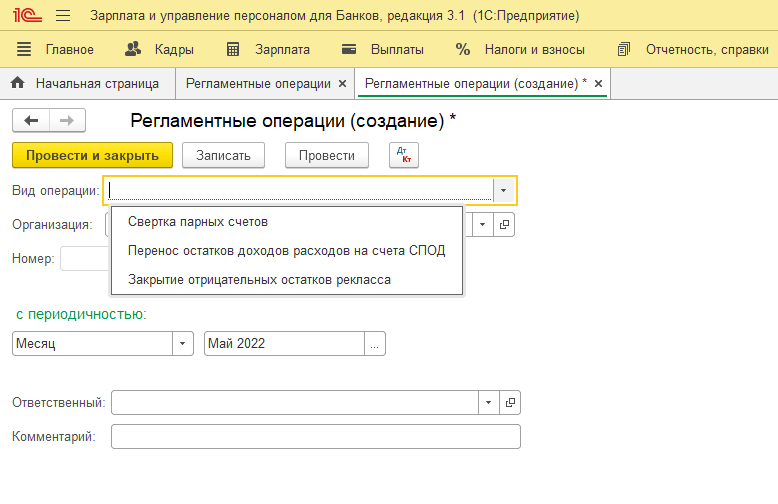 1С Зарплата и управление персоналом для Банков, редакция 3.1 (1С:Предприятие)
Главное Кадры Зарплата Выплаты % Налоги и взносы Отчетность, справки
Начальная страница Регламентные операции × Регламентные операции (создание) * ×
Регламентные операции (создание) *
Провести и закрыть Записать Провести Дт Кт
Вид операции:
Свертка парных счетов
Организация:
Перенос остатков доходов расходов на счета СПОД
Номер:
Закрытие отрицательных остатков рекласса
с периодичностью:
Месяц Май 2022 ...
Ответственный:
Комментарий: